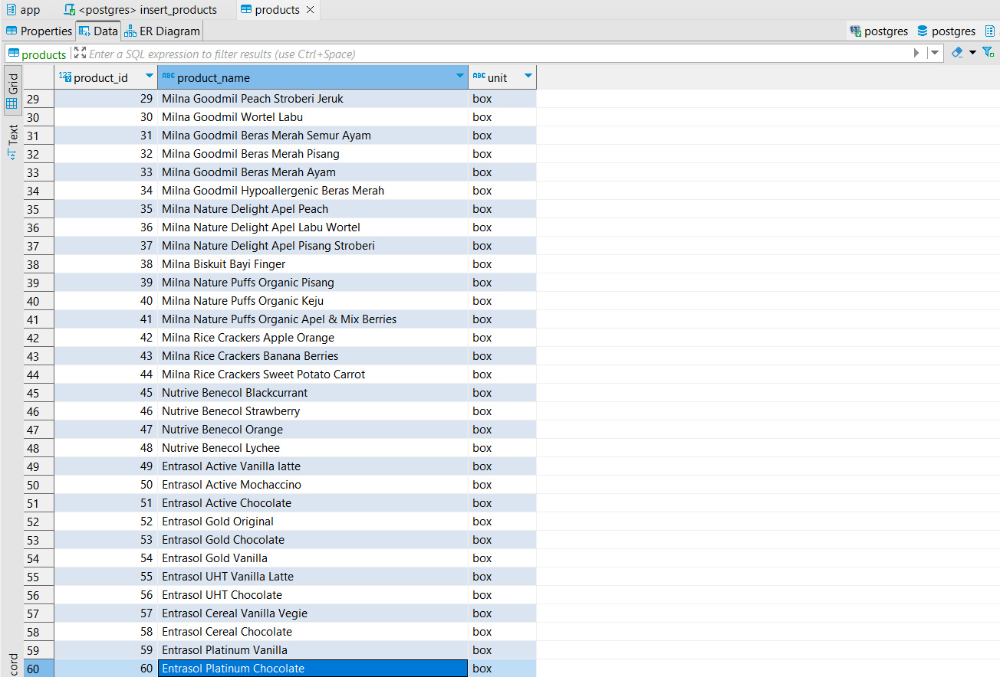 app <postgres> insert_products products
Properties Data ER Diagram postgres postgres
products Enter a SQL expression to filter results (use Ctrl+Space)
Grid
Text
cord
123 product_id ABC product_name ABC unit
29 29 Milna Goodmil Peach Stroberi Jeruk box
30 30 Milna Goodmil Wortel Labu box
31 31 Milna Goodmil Beras Merah Semur Ayam box
32 32 Milna Goodmil Beras Merah Pisang box
33 33 Milna Goodmil Beras Merah Ayam box
34 34 Milna Goodmil Hypoallergenic Beras Merah box
35 35 Milna Nature Delight Apel Peach box
36 36 Milna Nature Delight Apel Labu Wortel box
37 37 Milna Nature Delight Apel Pisang Stroberi box
38 38 Milna Biskuit Bayi Finger box
39 39 Milna Nature Puffs Organic Pisang box
40 40 Milna Nature Puffs Organic Keju box
41 41 Milna Nature Puffs Organic Apel & Mix Berries box
42 42 Milna Rice Crackers Apple Orange box
43 43 Milna Rice Crackers Banana Berries box
44 44 Milna Rice Crackers Sweet Potato Carrot box
45 45 Nutrive Benecol Blackcurrant box
46 46 Nutrive Benecol Strawberry box
47 47 Nutrive Benecol Orange box
48 48 Nutrive Benecol Lychee box
49 49 Entrasol Active Vanilla latte box
50 50 Entrasol Active Mochaccino box
51 51 Entrasol Active Chocolate box
52 52 Entrasol Gold Original box
53 53 Entrasol Gold Chocolate box
54 54 Entrasol Gold Vanilla box
55 55 Entrasol UHT Vanilla Latte box
56 56 Entrasol UHT Chocolate box
57 57 Entrasol Cereal Vanilla Vegie box
58 58 Entrasol Cereal Chocolate box
59 59 Entrasol Platinum Vanilla box
60 60 Entrasol Platinum Chocolate box